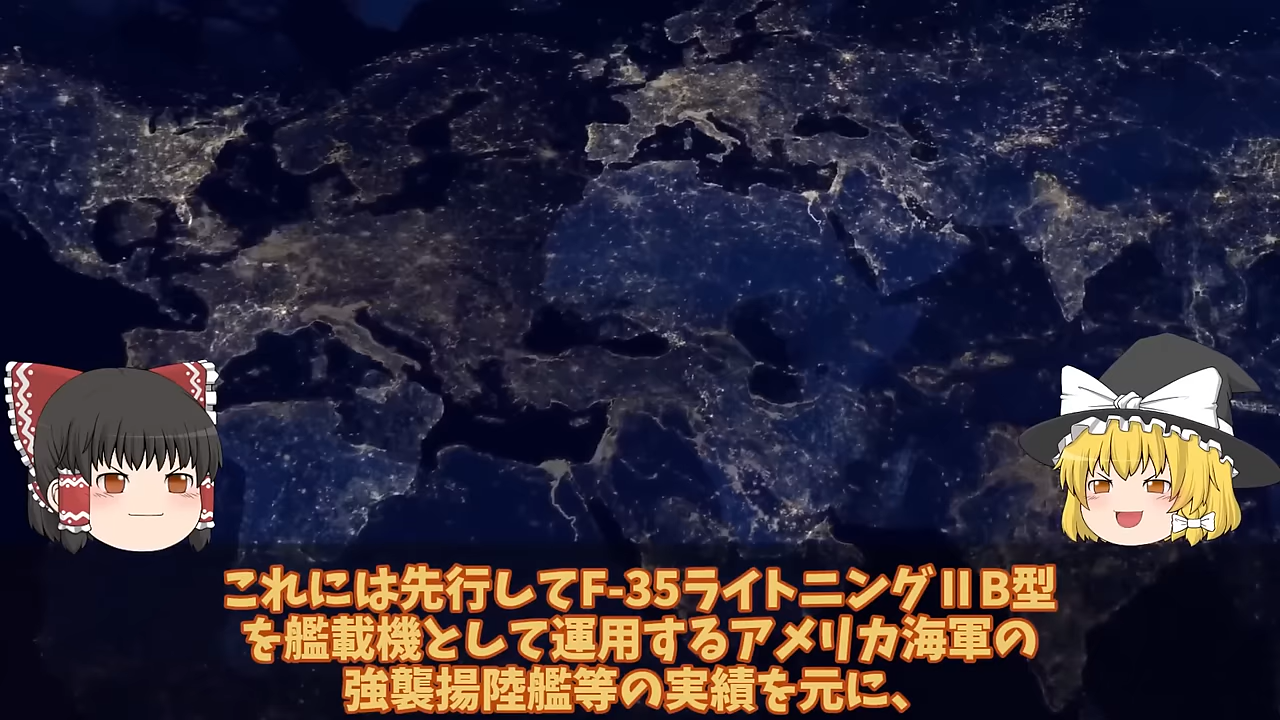 これには先行してF-35ライトニングⅡB型
を艦載機として運用するアメリカ海軍の
強襲揚陸艦等の実績を元に、